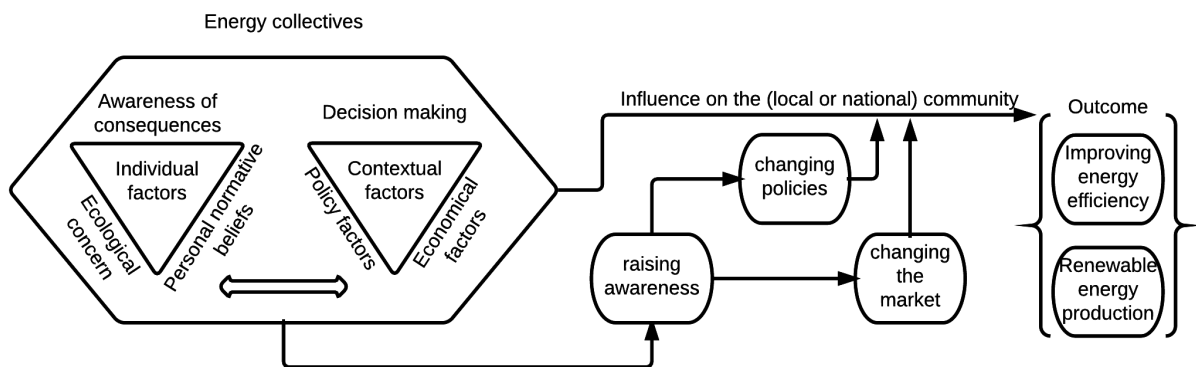 Energy collectives
Awareness of
consequences
Individual
factors
Ecological
concern
Personal normative
beliefs
Decision making
Contextual
factors
Policy factors
Economical
factors
Influence on the (local or national) community
changing
policies
raising
awareness
changing
the
market
Outcome
Improving
energy
efficiency
Renewable
energy
production